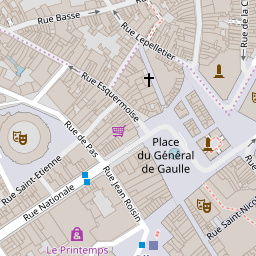 Rue Basse
Rue Lepelletier
Rue de la C
Rue Esquermoise
Rue de Pas
Place
du Général
de Gaulle
Rue Saint-Etienne
Rue Nationale
Rue Jean Roisin
Rue Saint-Nico
Le Printemps